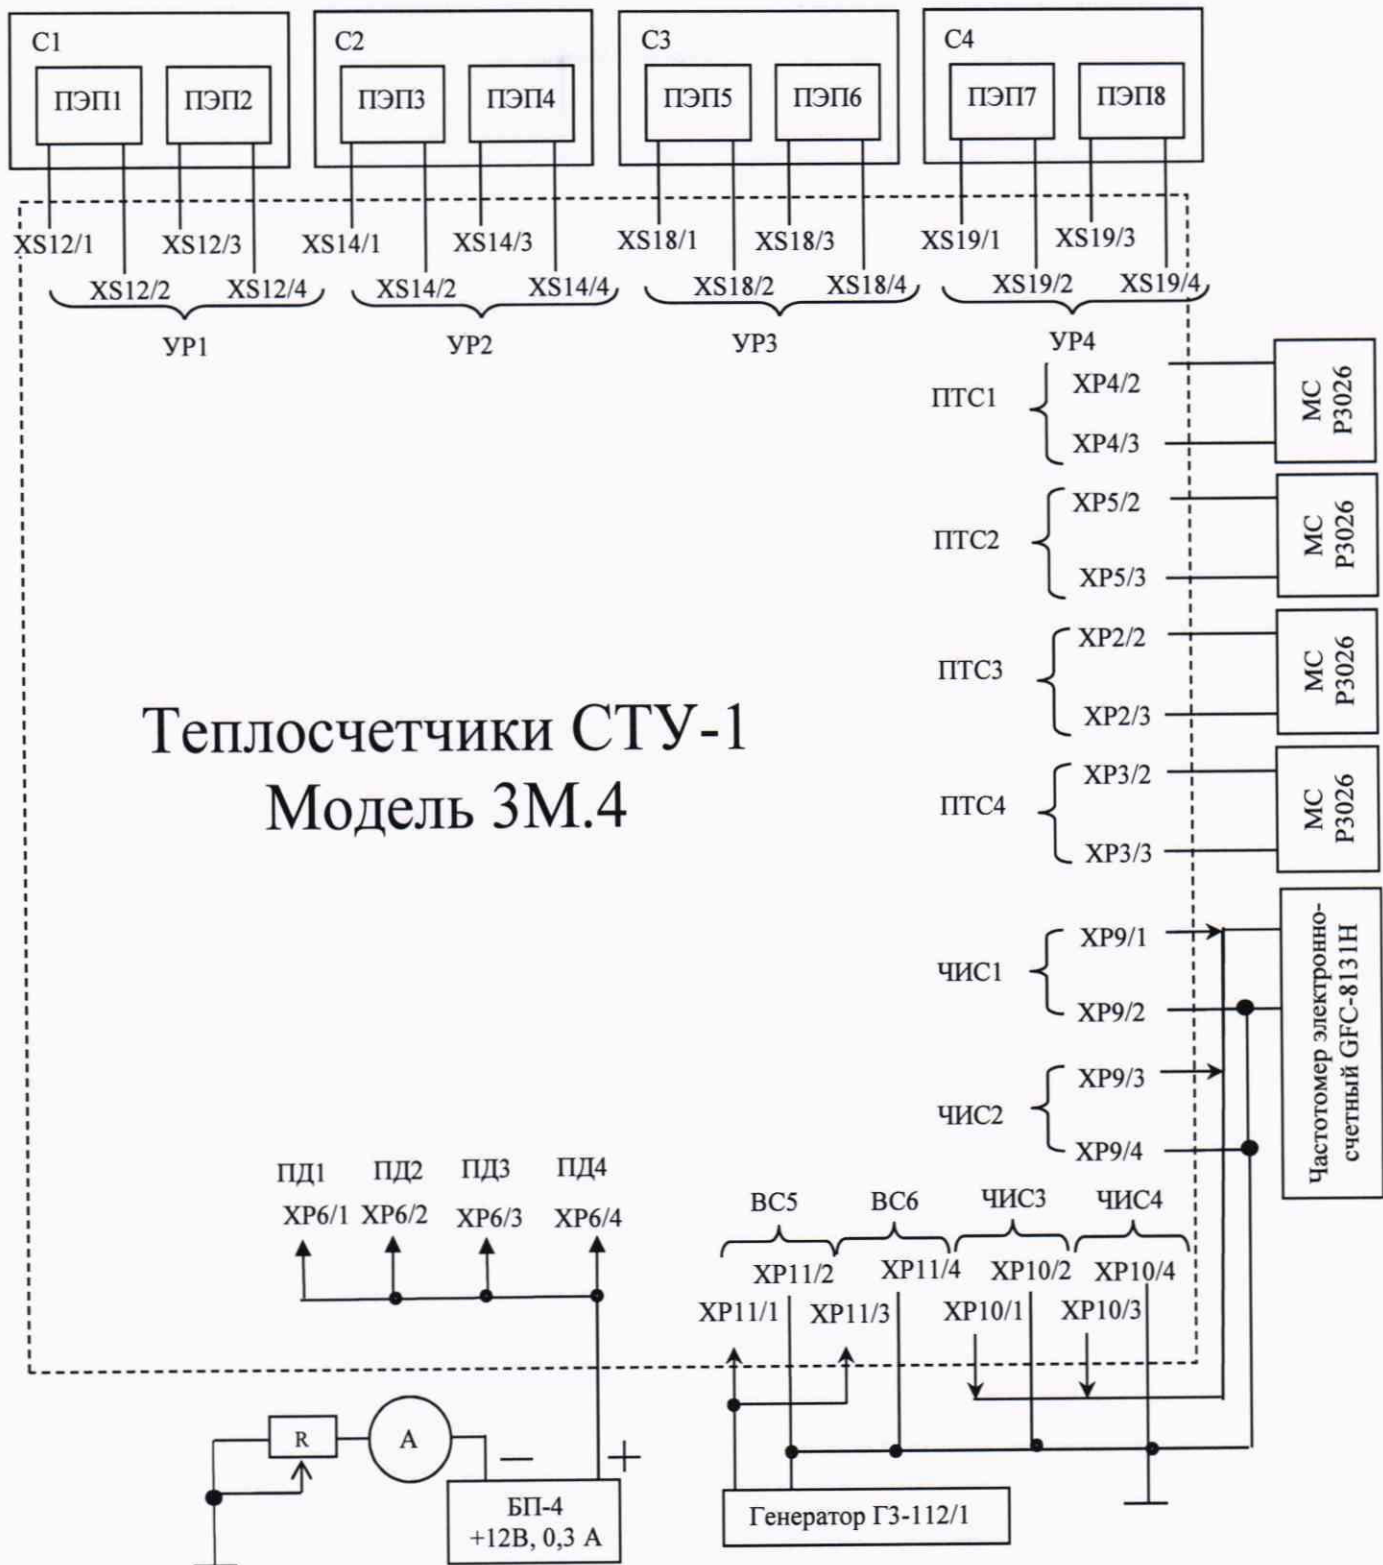 С1
С2
С3
С4
ПЭП1
ПЭП2
ПЭП3
ПЭП4
ПЭП5
ПЭП6
ПЭП7
ПЭП8
XS12/1
XS12/3
XS14/1
XS14/3
XS18/1
XS18/3
XS19/1
XS19/3
XS12/2
XS12/4
XS14/2
XS14/4
XS18/2
XS18/4
XS19/2
XS19/4
УР1
УР2
УР3
УР4
ПТС1
ХР4/2
ХР4/3
МС
Р3026
ПТС2
ХР5/2
ХР5/3
МС
Р3026
ПТС3
ХР2/2
ХР2/3
МС
Р3026
ПТС4
ХР3/2
ХР3/3
МС
Р3026
Теплосчетчики СТУ-1
Модель 3М.4
ЧИС1
ХР9/1
ХР9/2
ЧИС2
ХР9/3
ХР9/4
Частотомер электронно-
счетный GFC-8131H
ПД1
ПД2
ПД3
ПД4
ХР6/1
ХР6/2
ХР6/3
ХР6/4
ВС5
ВС6
ЧИС3
ЧИС4
ХР11/2
ХР11/4
ХР10/2
ХР10/4
ХР11/1
ХР11/3
ХР10/1
ХР10/3
R
А
−
+
БП-4
+12В, 0,3 А
Генератор Г3-112/1